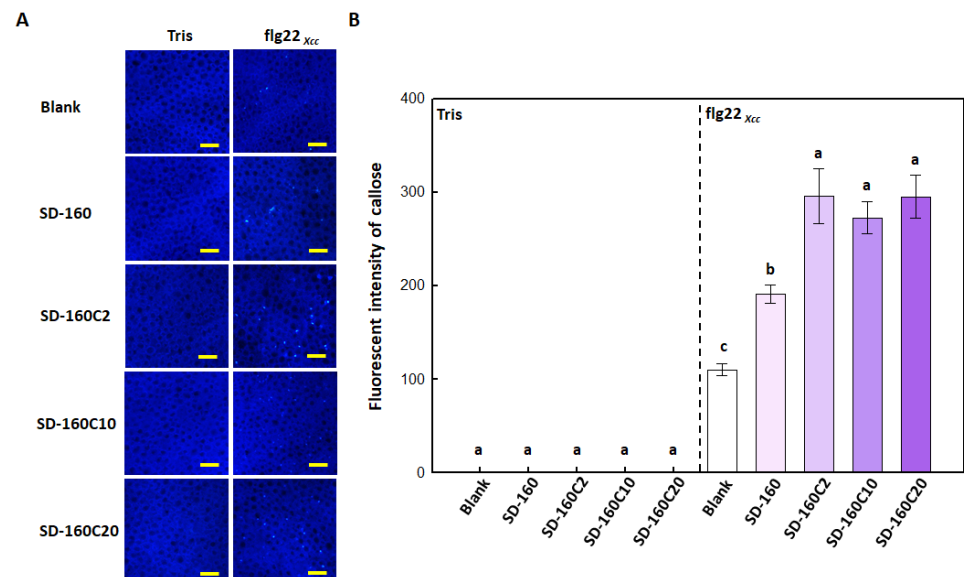 A
Tris flg22 Xcc
Blank
SD-160
SD-160C2
SD-160C10
SD-160C20
B
Fluorescent intensity of callose
400
300
200
100
0
Tris
flg22 Xcc
a a a a a c b a a a
Blank
SD-160
SD-160C2
SD-160C10
SD-160C20
Blank
SD-160
SD-160C2
SD-160C10
SD-160C20